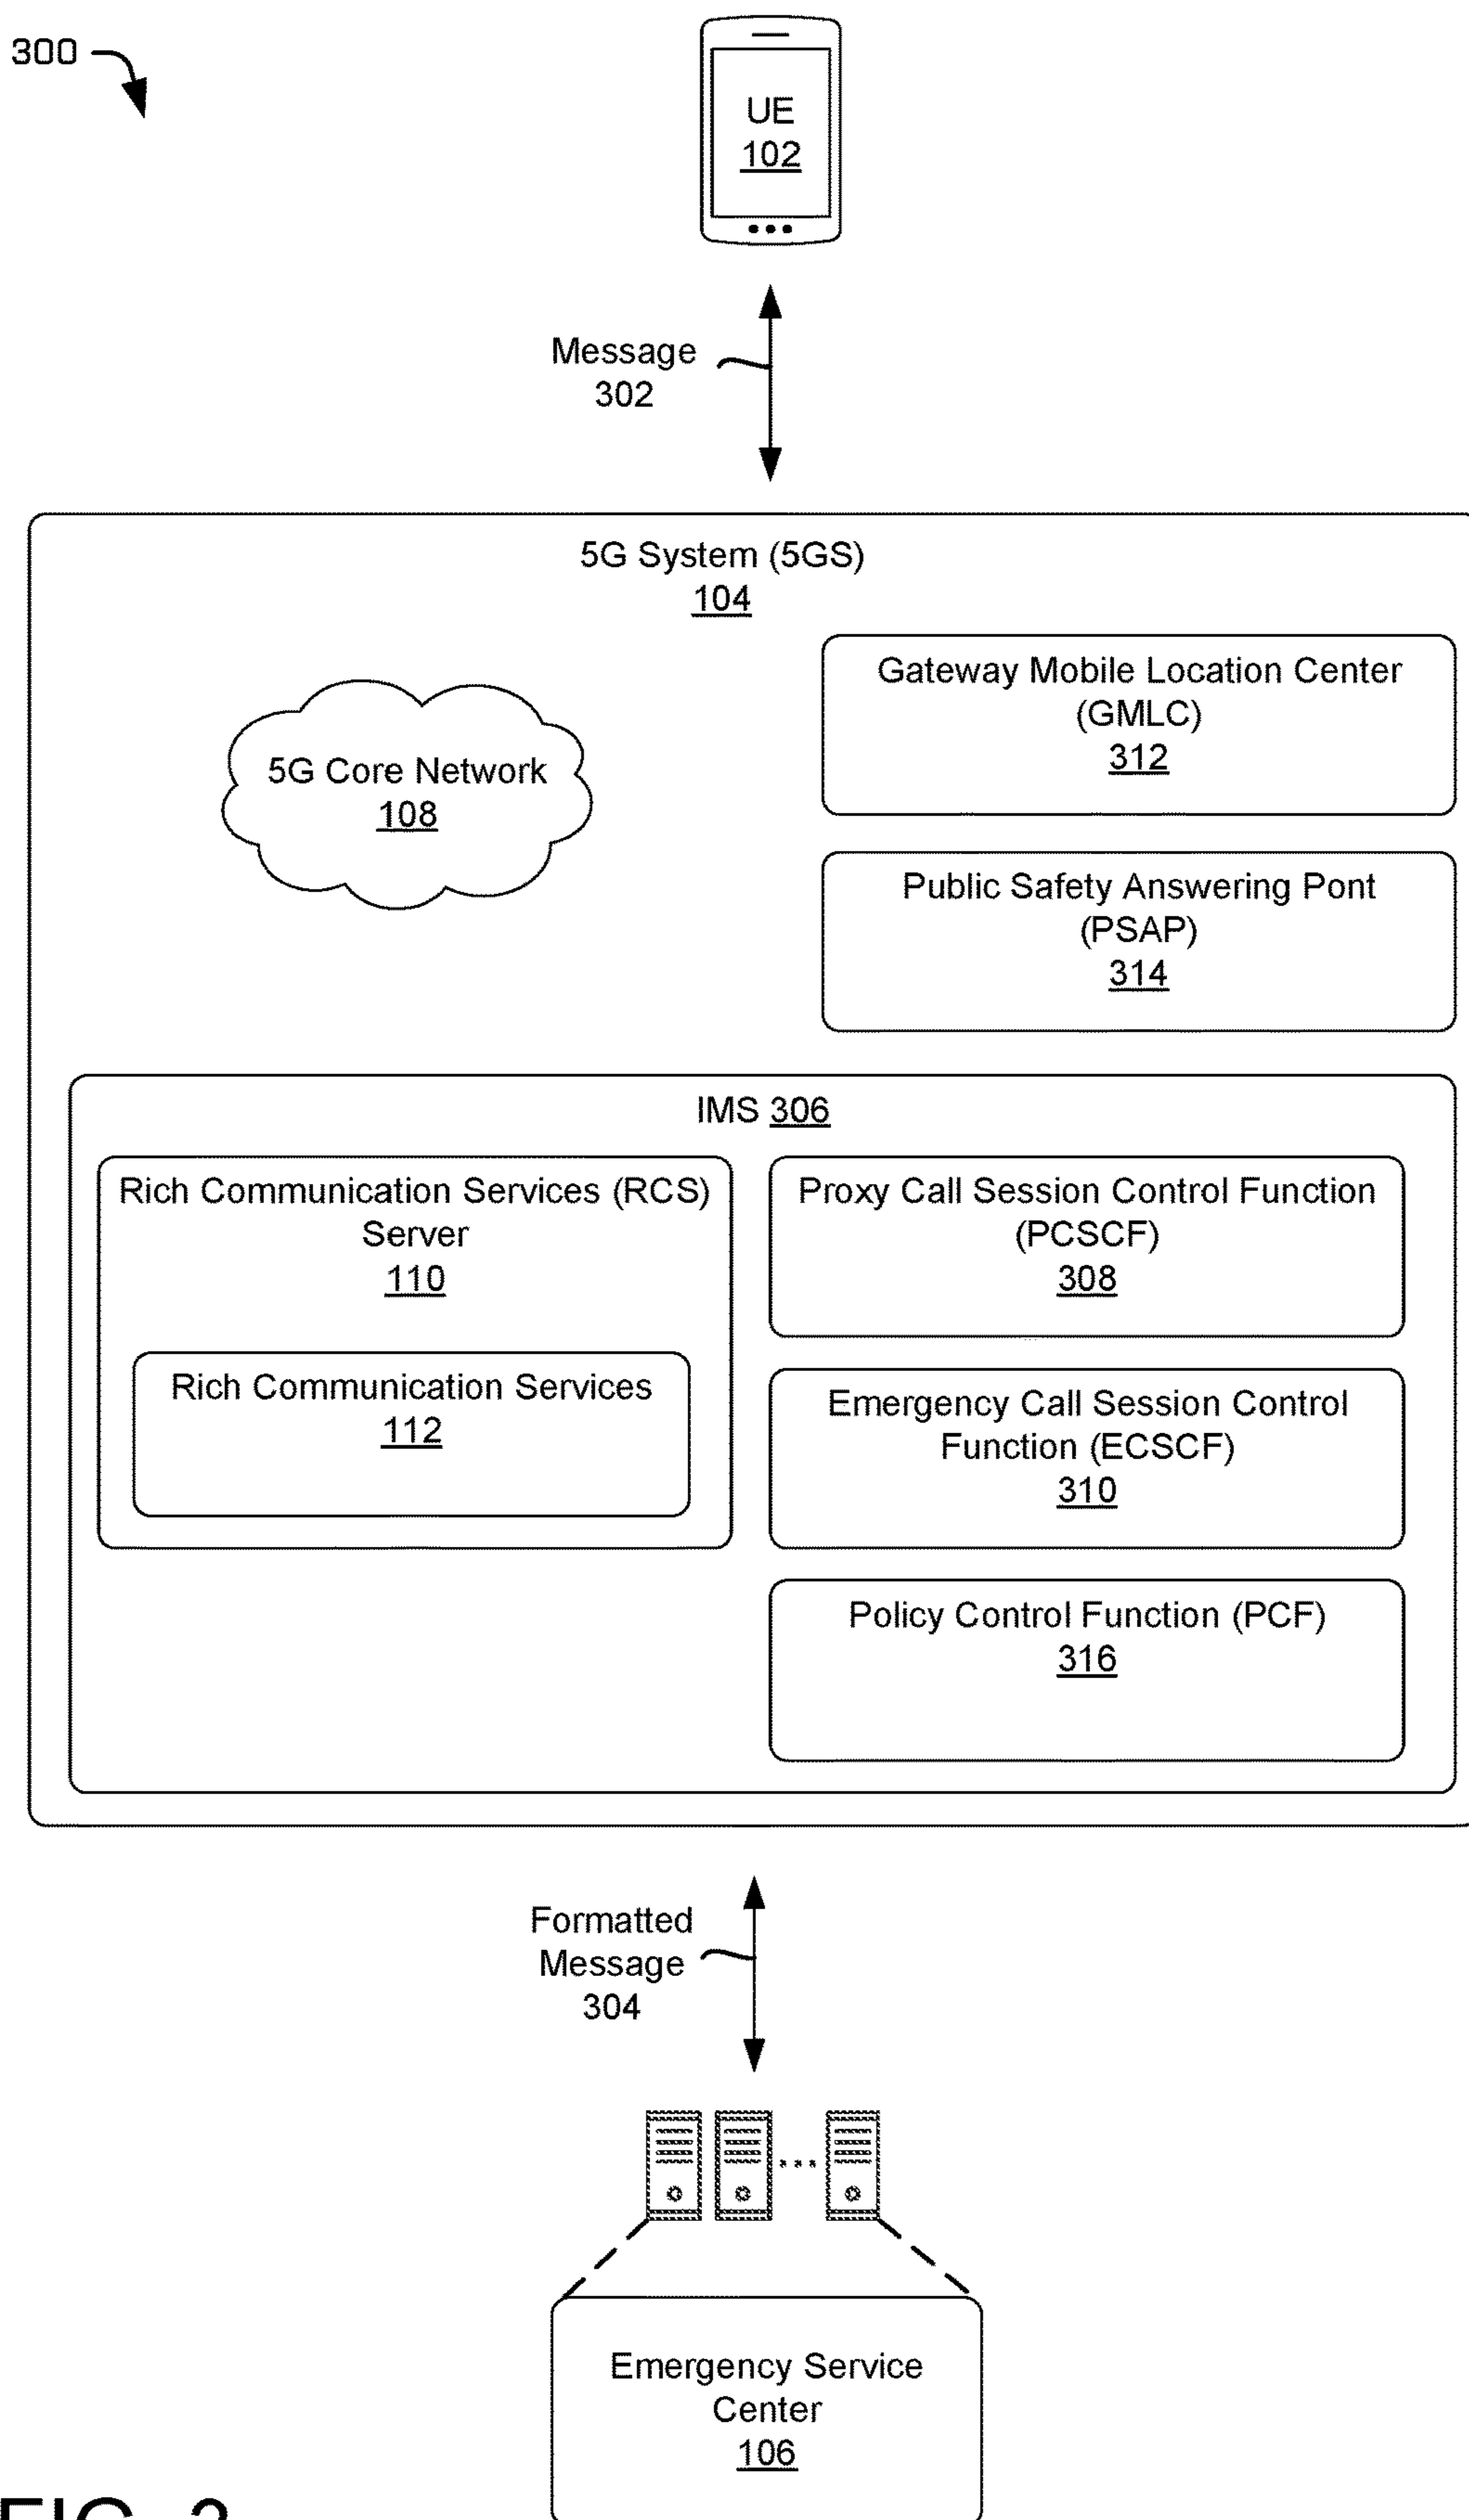 300
UE
102
Message
302
5G System (5GS)
104
Gateway Mobile Location Center
(GMLC)
312
5G Core Network
108
Public Safety Answering Pont
(PSAP)
314
IMS 306
Rich Communication Services (RCS)
Server
110
Rich Communication Services
112
Proxy Call Session Control Function
(PCSCF)
308
Emergency Call Session Control
Function (ECSCF)
310
Policy Control Function (PCF)
316
Formatted
Message
304
Emergency Service
Center
106